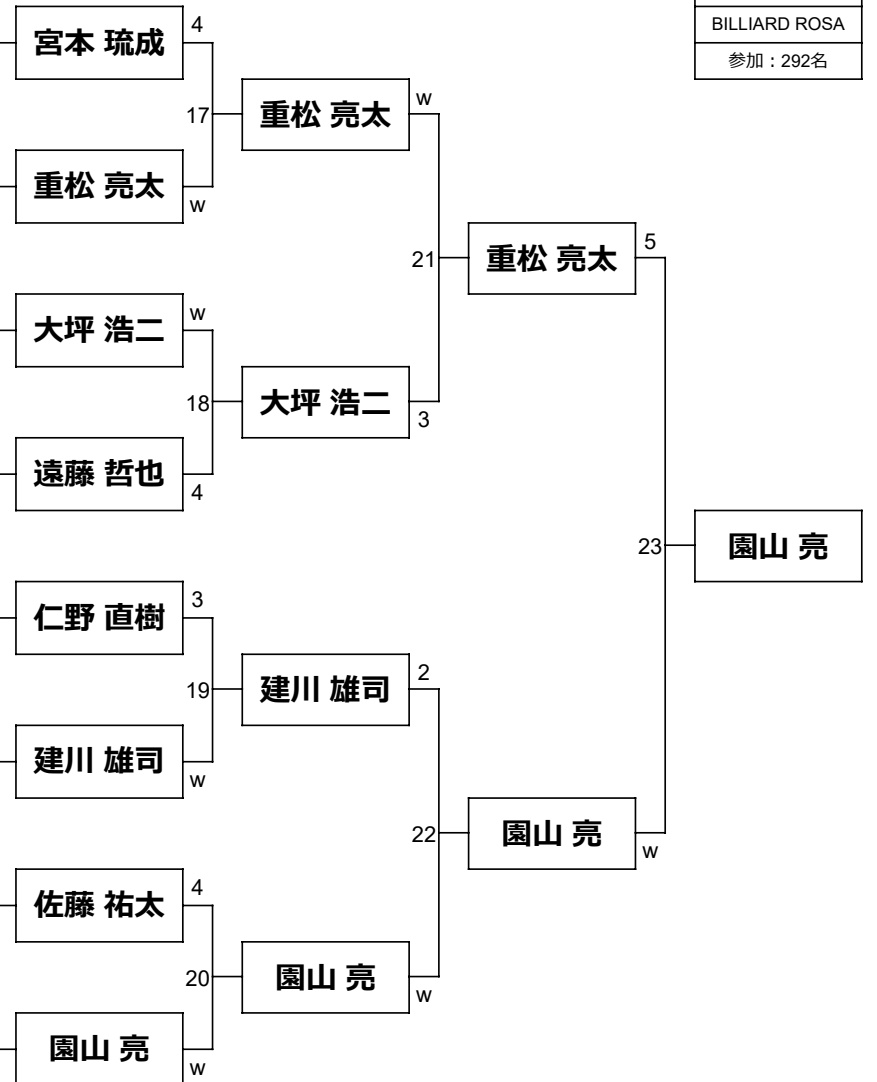 BILLIARD ROSA
参加：292名
宮本 琉成
4
17
重松 亮太
w
重松 亮太
w
21
重松 亮太
5
大坪 浩二
w
18
大坪 浩二
3
遠藤 哲也
4
23
園山 亮
仁野 直樹
3
19
建川 雄司
2
建川 雄司
w
22
園山 亮
w
佐藤 祐太
4
20
園山 亮
w
園山 亮
w